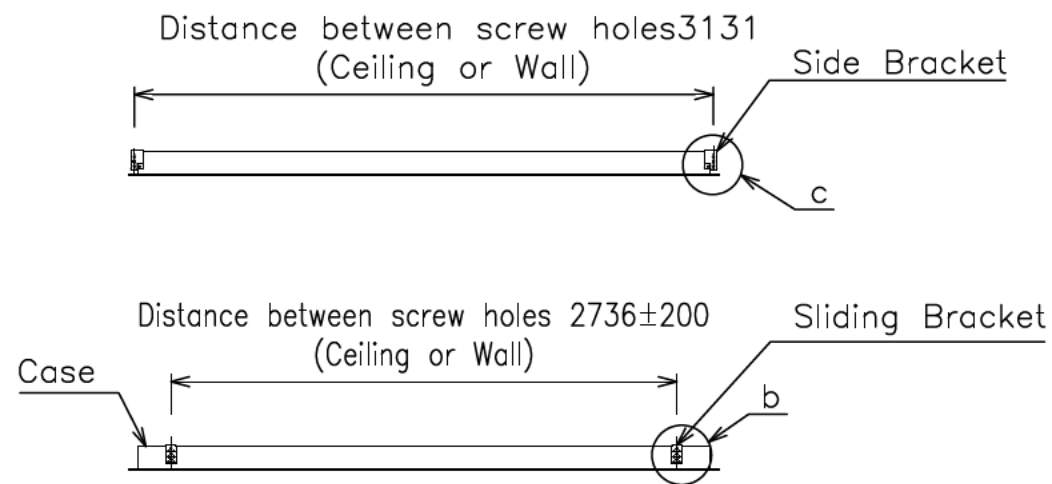 Distance between screw holes3131
(Ceiling or Wall)
Side Bracket
c
Distance between screw holes 2736±200
(Ceiling or Wall)
Sliding Bracket
Case
b